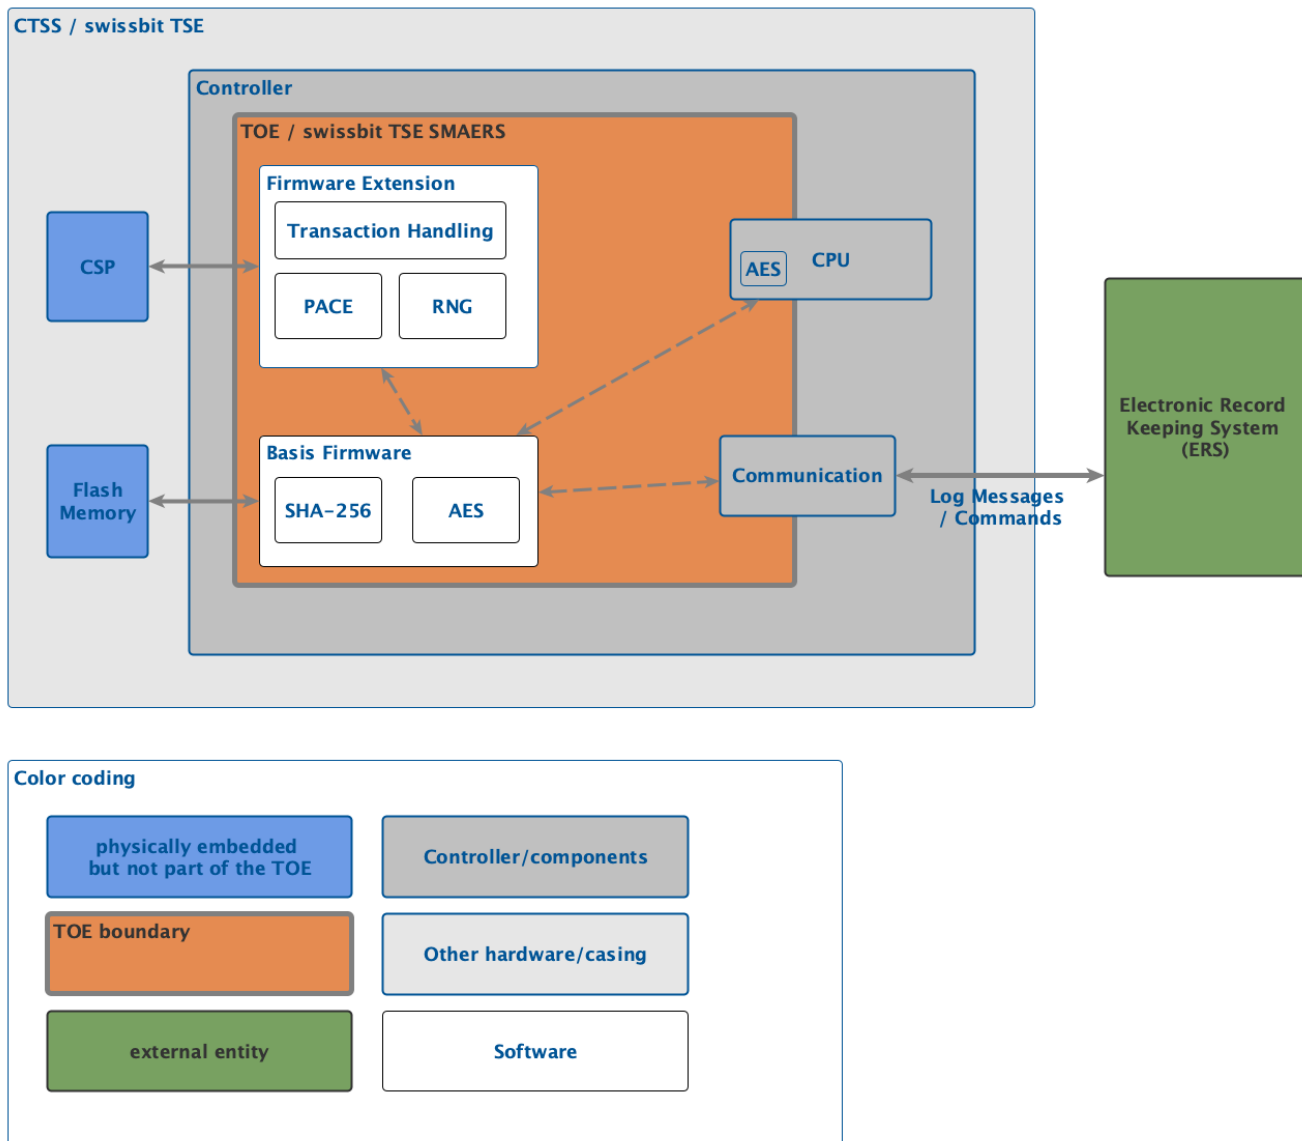 CTSS / swissbit TSE
Controller
TOE / swissbit TSE SMAERS
Firmware Extension
Transaction Handling
PACE
RNG
CSP
AES
CPU
Basis Firmware
SHA-256
AES
Flash
Memory
Communication
Log Messages
/ Commands
Electronic Record
Keeping System
(ERS)
Color coding
physically embedded
but not part of the TOE
Controller/components
TOE boundary
Other hardware/casing
external entity
Software